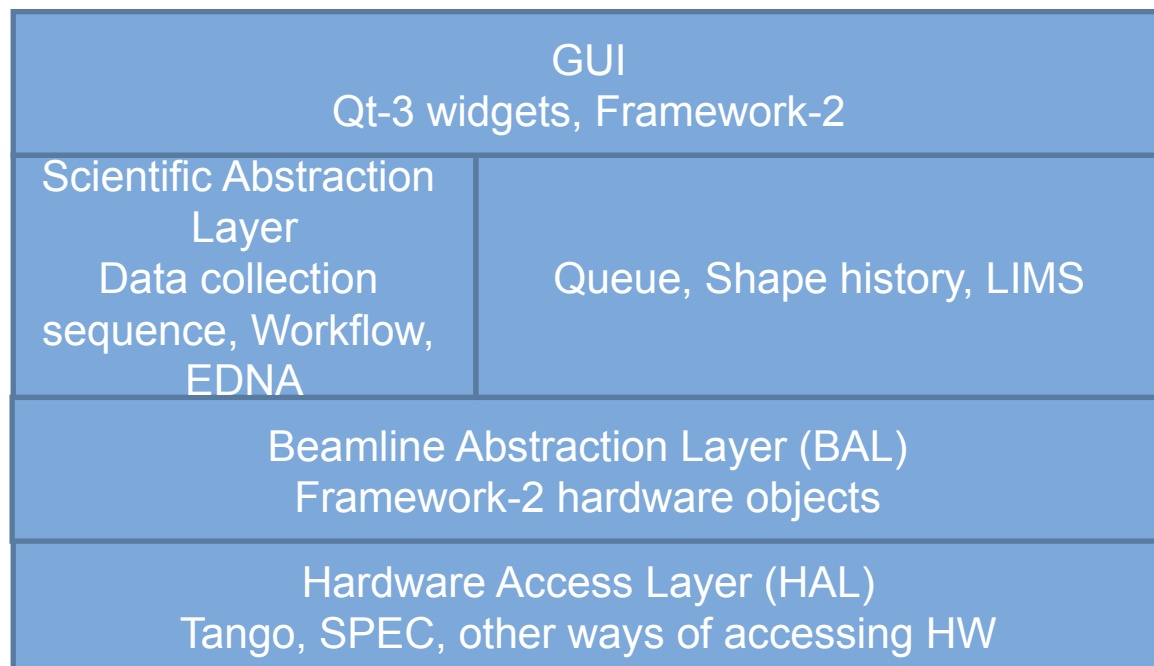 GUI
Qt-3 widgets, Framework-2
Scientific Abstraction
Layer
Data collection
sequence, Workflow,
EDNA
Queue, Shape history, LIMS
Beamline Abstraction Layer (BAL)
Framework-2 hardware objects
Hardware Access Layer (HAL)
Tango, SPEC, other ways of accessing HW